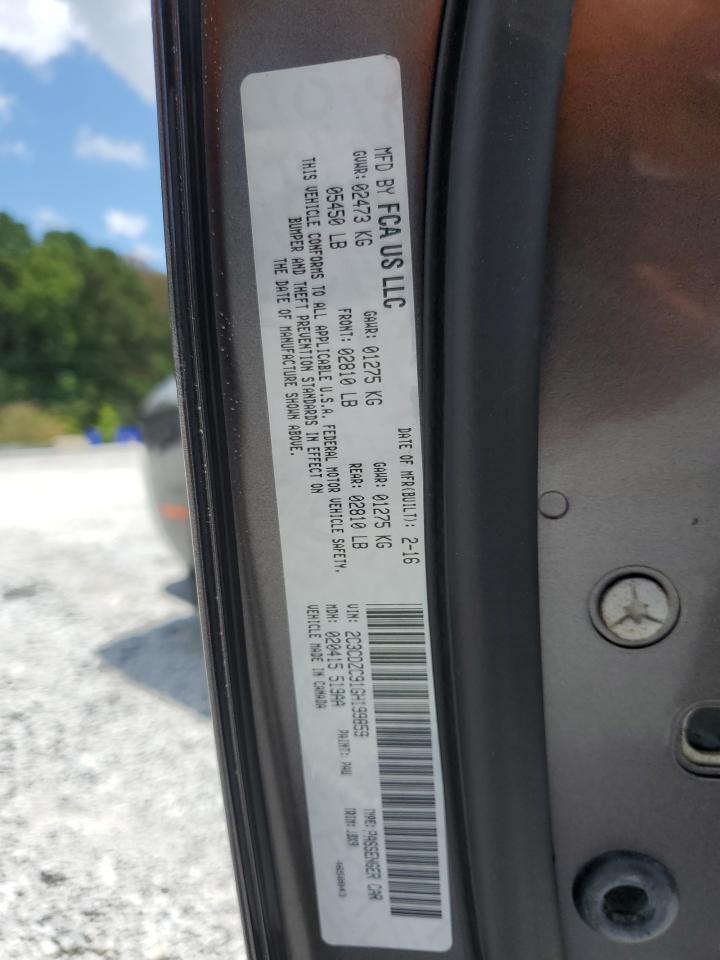 MFD BY FCA US LLC
DATE OF MFR(BUILT): 2-16
GVWR: 02473 KG GAWR: 01275 KG GAWR: 01275 KG
05450 LB FRONT: 02810 LB REAR: 02810 LB
THIS VEHICLE CONFORMS TO ALL APPLICABLE U.S.A. FEDERAL MOTOR VEHICLE SAFETY,
BUMPER AND THEFT PREVENTION STANDARDS IN EFFECT ON
THE DATE OF MANUFACTURE SHOWN ABOVE.
VIN: 2C3CDZC91GH199859 TYPE: PASSENGER CAR
MDH: 020415 519AA PAINT: PAU TRIM:
VEHICLE MADE IN CANADA